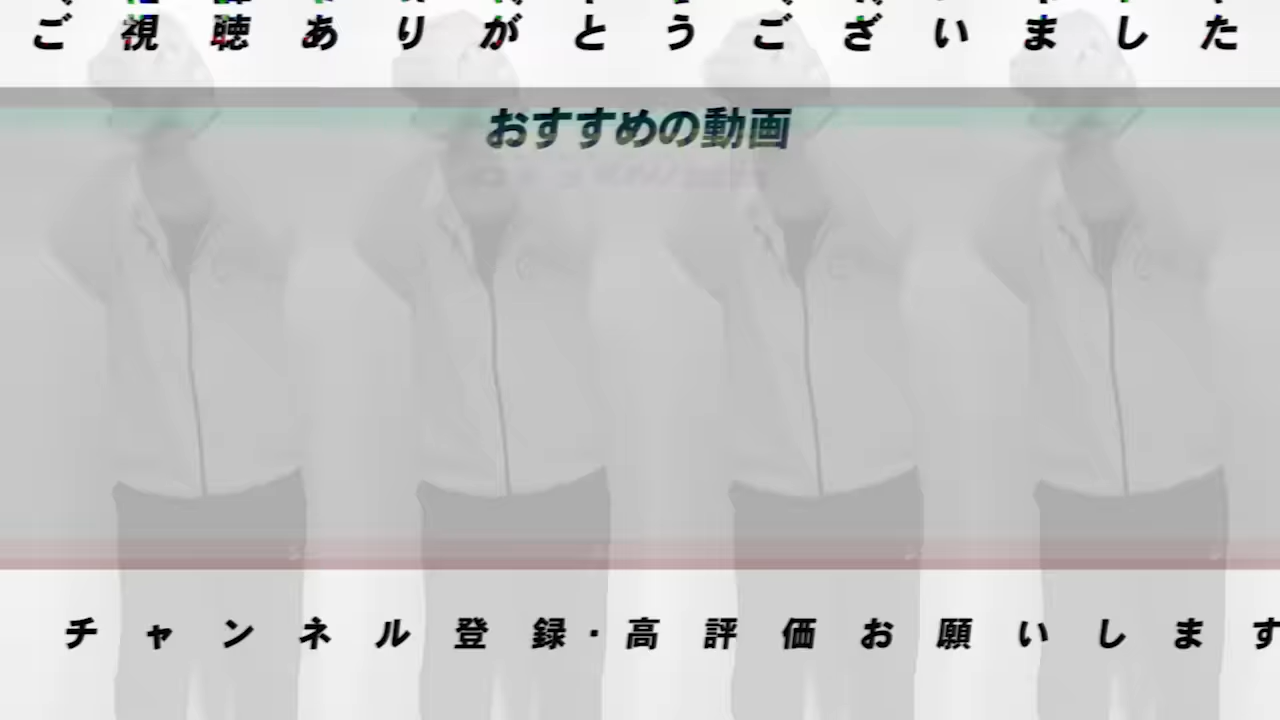 ご視聴ありがとうございました
おすすめの動画
チャンネル登録·高評価お願いします